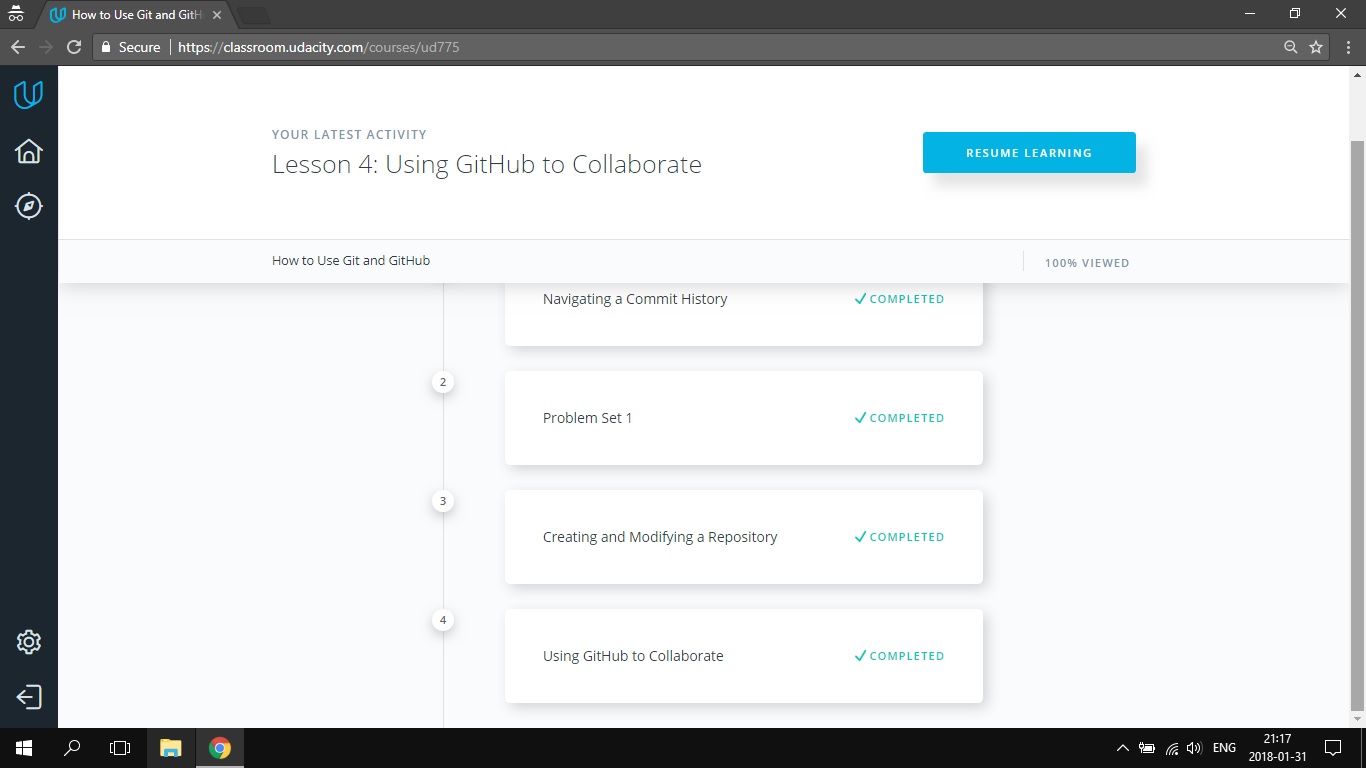 How to Use Git and GitH
Secure
https://classroom.udacity.com/courses/ud775
YOUR LATEST ACTIVITY
Lesson 4: Using GitHub to Collaborate
RESUME LEARNING
How to Use Git and GitHub
100% VIEWED
Navigating a Commit History
COMPLETED
2
Problem Set 1
COMPLETED
3
Creating and Modifying a Repository
COMPLETED
4
Using GitHub to Collaborate
COMPLETED
ENG
21:17
2018-01-31